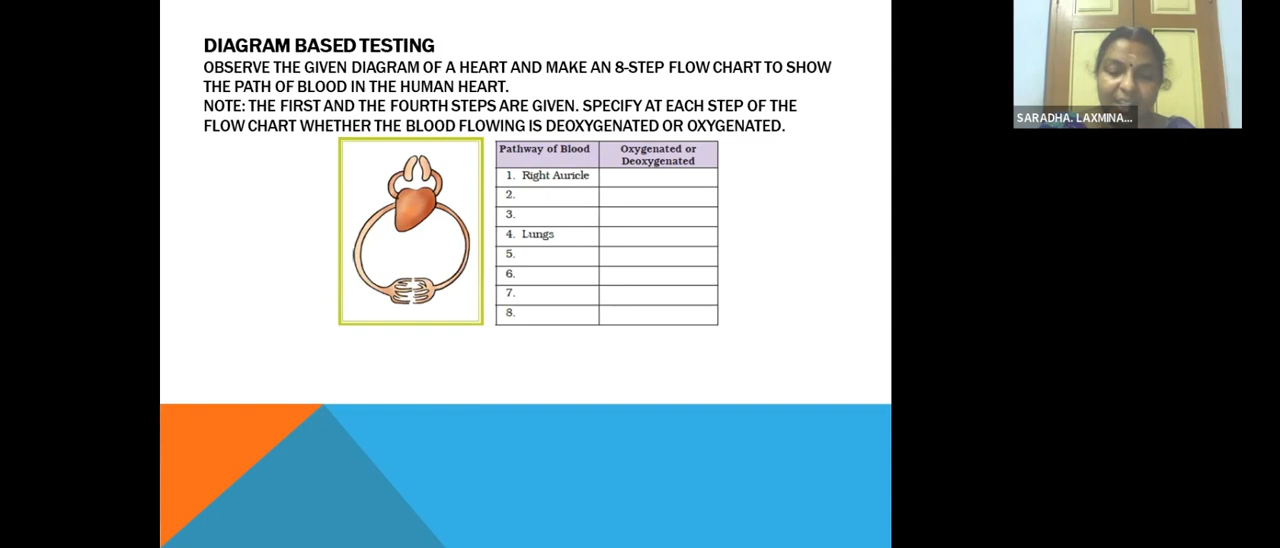 DIAGRAM BASED TESTING
OBSERVE THE GIVEN DIAGRAM OF A HEART AND MAKE AN 8-STEP FLOW CHART TO SHOW
THE PATH OF BLOOD IN THE HUMAN HEART.
NOTE: THE FIRST AND THE FOURTH STEPS ARE GIVEN. SPECIFY AT EACH STEP OF THE
FLOW CHART WHETHER THE BLOOD FLOWING IS DEOXYGENATED OR OXYGENATED.
Pathway of Blood
Oxygenated or
Deoxygenated
1. Right Auricle
2.
3.
4. Lungs
5.
6.
7.
8.
SARADHA. LAXMINA...